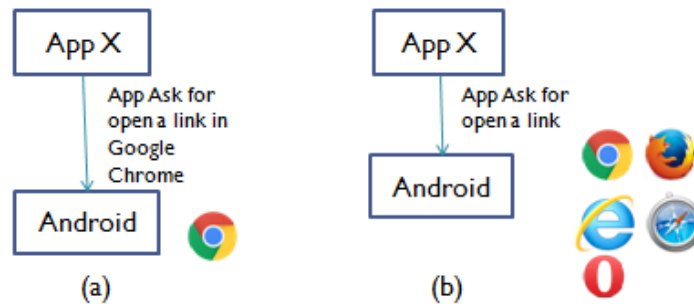 App X
App Ask for
open a link in
Google
Chrome
Android
(a)
App X
App Ask for
open a link
Android
(b)